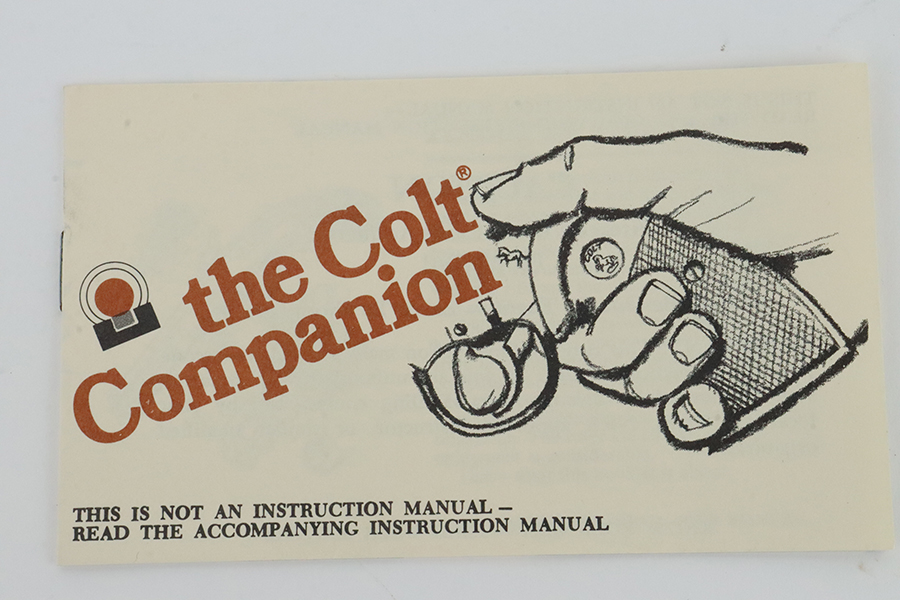 the Colt®
Companion
THIS IS NOT AN INSTRUCTION MANUAL –
READ THE ACCOMPANYING INSTRUCTION MANUAL